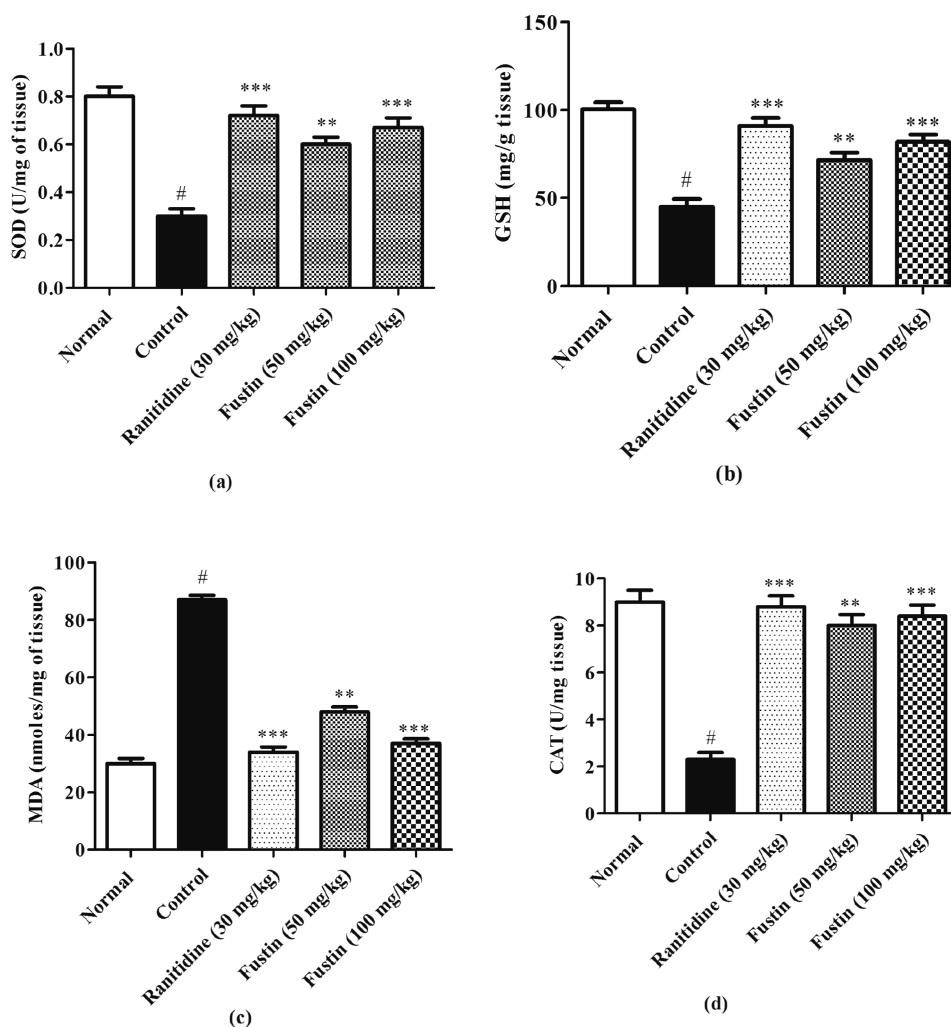 SOD (U/mg of tissue)
1.0
0.8
0.6
0.4
0.2
0.0
#
***
**
***
Normal
Control
Ranitidine (30 mg/kg)
Fustin (50 mg/kg)
Fustin (100 mg/kg)
(a)
GSH (mg/g tissue)
150
100
50
0
#
***
**
***
Normal
Control
Ranitidine (30 mg/kg)
Fustin (50 mg/kg)
Fustin (100 mg/kg)
(b)
MDA (nmoles/mg of tissue)
100
80
60
40
20
0
#
***
**
***
Normal
Control
Ranitidine (30 mg/kg)
Fustin (50 mg/kg)
Fustin (100 mg/kg)
(c)
CAT (U/mg tissue)
10
8
6
4
2
0
#
***
**
***
Normal
Control
Ranitidine (30 mg/kg)
Fustin (50 mg/kg)
Fustin (100 mg/kg)
(d)